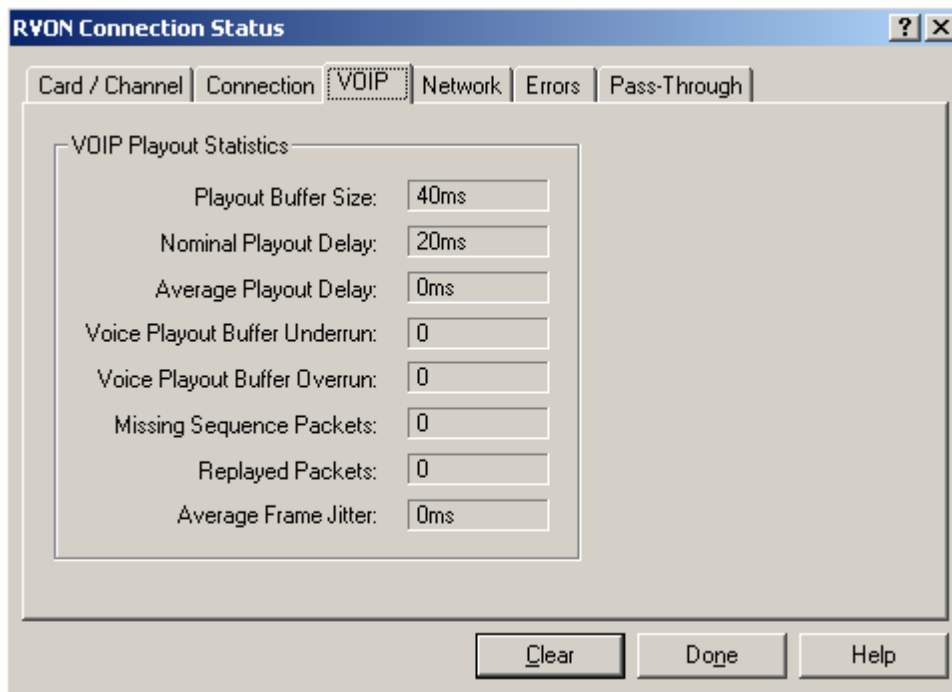 RVON Connection Status
Card / Channel Connection VOIP Network Errors Pass-Through
VOIP Playout Statistics
Playout Buffer Size: 40ms
Nominal Playout Delay: 20ms
Average Playout Delay: 0ms
Voice Playout Buffer Underrun: 0
Voice Playout Buffer Overrun: 0
Missing Sequence Packets: 0
Replayed Packets: 0
Average Frame Jitter: 0ms
Clear Done Help